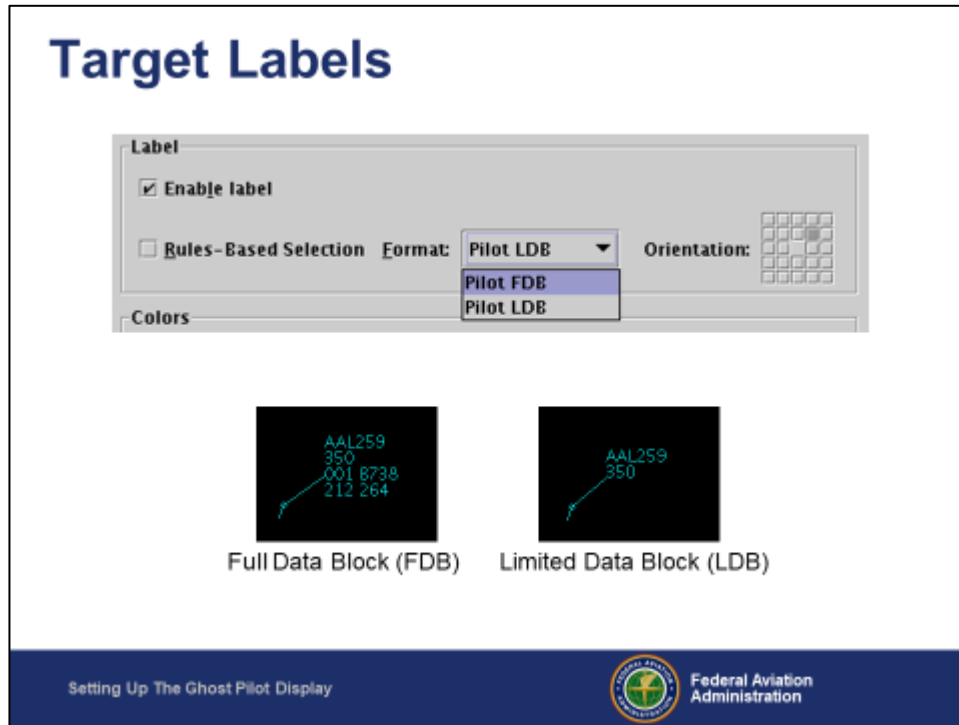 Target Labels
Label
Enable label
Rules-Based Selection Format: Pilot LDB Orientation:
Pilot FDB
Pilot LDB
Colors
AAL259
350
001 B738
212 264
Full Data Block (FDB)
AAL259
350
Limited Data Block (LDB)
Setting Up The Ghost Pilot Display
Federal Aviation
Administration